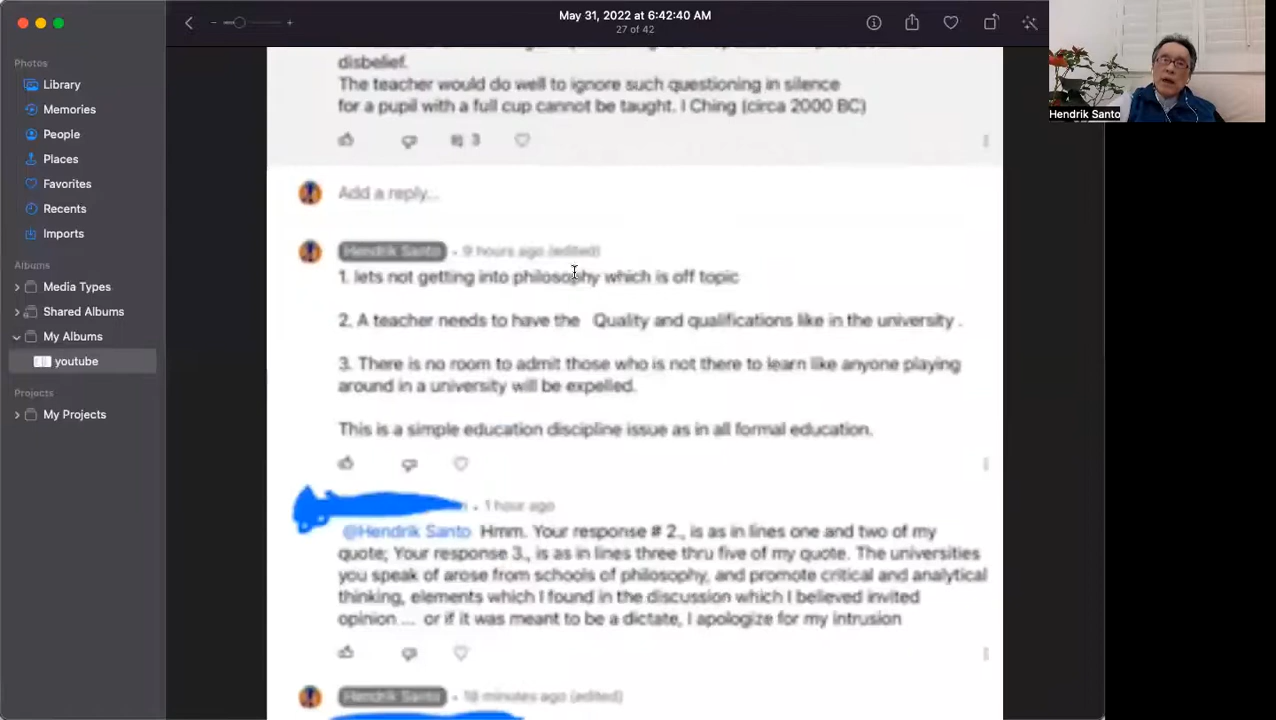 May 31, 2022 at 6:42:40 AM
27 of 42
Photos
Library
Memories
People
Places
Favorites
Recents
Imports
Albums
Media Types
Shared Albums
My Albums
youtube
Projects
My Projects
Hendrik Santo
disbelief.
The teacher would do well to ignore such questioning in silence
for a pupil with a full cup cannot be taught. I Ching (circa 2000 BC)
3
Add a reply...
Hendrik Santo • 9 hours ago (edited)
1. lets not getting into philosophy which is off topic
2. A teacher needs to have the Quality and qualifications like in the university .
3. There is no room to admit those who is not there to learn like anyone playing
around in a university will be expelled.
This is a simple education discipline issue as in all formal education.
• 1 hour ago
@Hendrik Santo Hmm. Your response # 2., is as in lines one and two of my
quote; Your response 3., is as in lines three thru five of my quote. The universities
you speak of arose from schools of philosophy, and promote critical and analytical
thinking, elements which I found in the discussion which I believed invited
opinion ... or if it was meant to be a dictate, I apologize for my intrusion
Hendrik Santo • 18 minutes ago (edited)